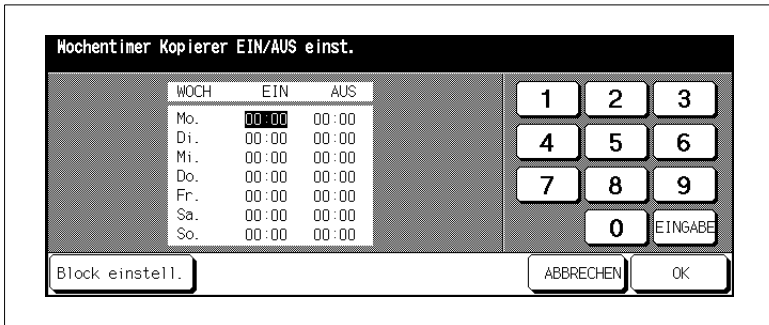 Wochentimer Kopierer EIN/AUS einst.
WOCH EIN AUS
Mo. 00:00 00:00
Di. 00:00 00:00
Mi. 00:00 00:00
Do. 00:00 00:00
Fr. 00:00 00:00
Sa. 00:00 00:00
So. 00:00 00:00
1 2 3
4 5 6
7 8 9
0 EINGABE
Block einstell. ABBRECHEN OK